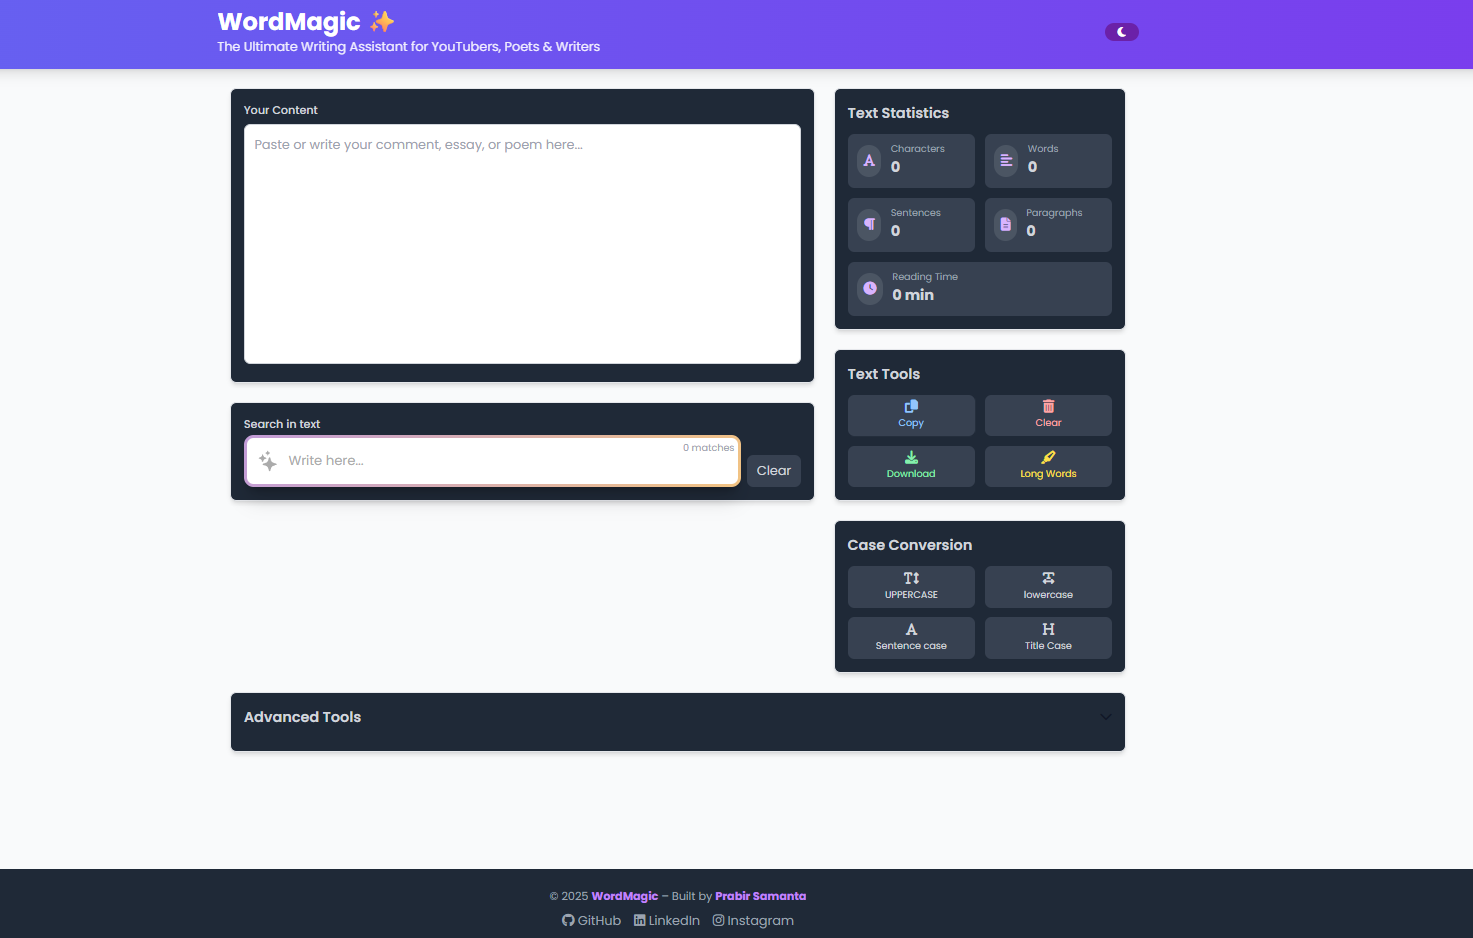 WordMagic ✨
The Ultimate Writing Assistant for YouTubers, Poets & Writers
Your Content
Paste or write your comment, essay, or poem here...
Search in text
Write here...
0 matches
Clear
Text Statistics
Characters
0
Words
0
Sentences
0
Paragraphs
0
Reading Time
0 min
Text Tools
Copy
Clear
Download
Long Words
Case Conversion
UPPERCASE
lowercase
Sentence case
Title Case
Advanced Tools
© 2025 WordMagic – Built by Prabir Samanta
GitHub LinkedIn Instagram